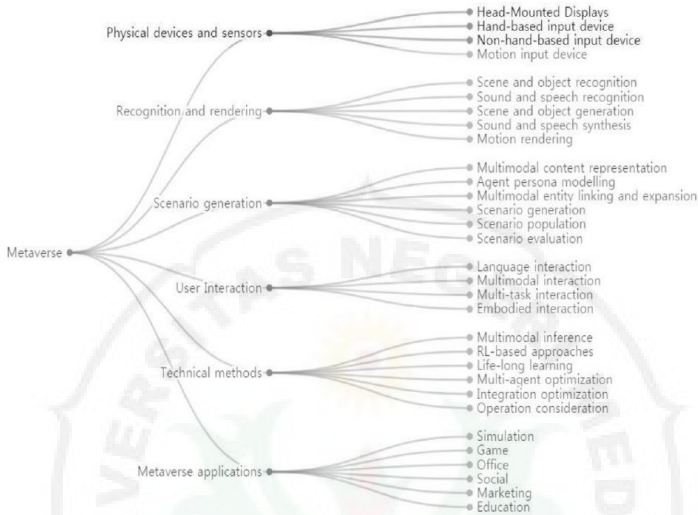 Metaverse
Physical devices and sensors
Head-Mounted Displays
Hand-based input device
Non-hand-based input device
Motion input device
Recognition and rendering
Scene and object recognition
Sound and speech recognition
Scene and object generation
Sound and speech synthesis
Motion rendering
Scenario generation
Multimodal content representation
Agent persona modelling
Multimodal entity linking and expansion
Scenario generation
Scenario population
Scenario evaluation
User Interaction
Language interaction
Multimodal interaction
Multi-task interaction
Embodied interaction
Technical methods
Multimodal inference
RL-based approaches
Life-long learning
Multi-agent optimization
Integration optimization
Operation consideration
Metaverse applications
Simulation
Game
Office
Social
Marketing
Education